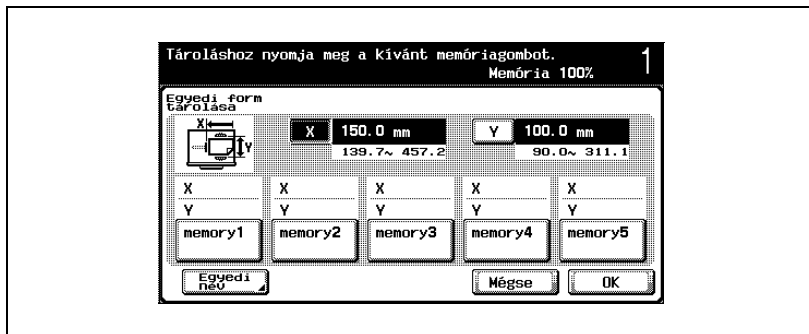 Tároláshoz nyomja meg a kívánt memóriagombot.
Memória 100% 1
Egyedi form
tárolása
X Y
X 150.0 mm Y 100.0 mm
139.7~ 457.2 90.0~ 311.1
X X X X X
Y Y Y Y Y
memory1 memory2 memory3 memory4 memory5
Egyedi
név
Mégse OK